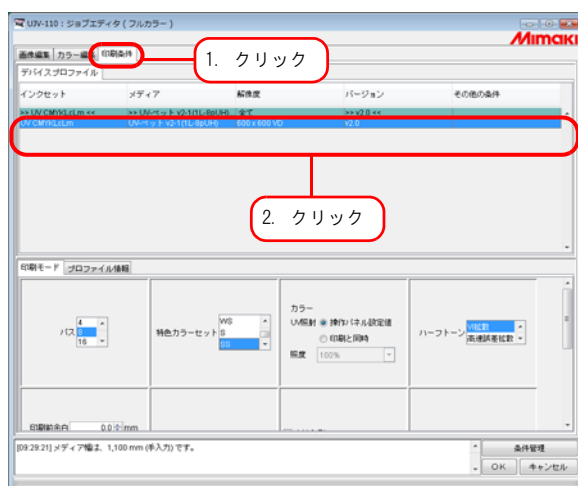 UJV-110 : ジョブエディタ ( フルカラー )
Mimaki
画像編集 カラー編集 印刷条件
1. クリック
デバイスプロファイル
インクセット メディア 解像度 バージョン その他の条件
>> UV CMYKLcLm << >> UV-ペット v2-1(1L-8pUH) 全て >> v2.0 <<
UV CMYKLcLm UV-ペット v2-1(1L-8pUH) 600 x 600 VD v2.0
2. クリック
印刷モード プロファイル情報
カラー
パス 4 8 16
特色カラーセット VVS S SS
UV照射 操作パネル設定値
印刷と同時
照度 100%
ハーフトーン VI拡散
高速誤差拡散
印刷前余白 0.0 mm
[09:29:21] メディア幅は、1,100 mm (手入力) です。
条件管理
OK キャンセル